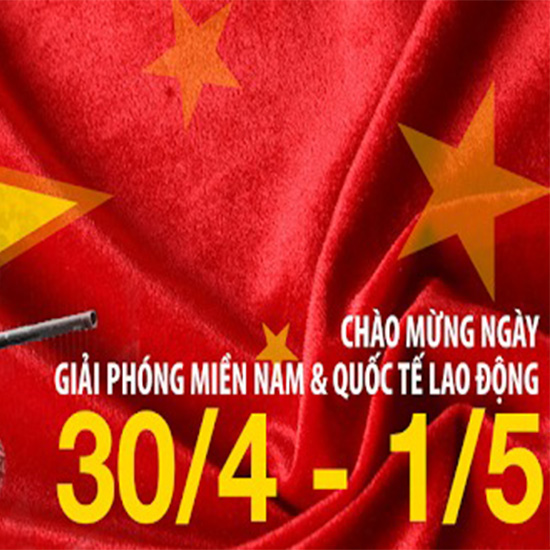 CHÀO MỪNG NGÀY
GIẢI PHÓNG MIỀN NAM & QUỐC TẾ LAO ĐỘNG
30/4 - 1/5